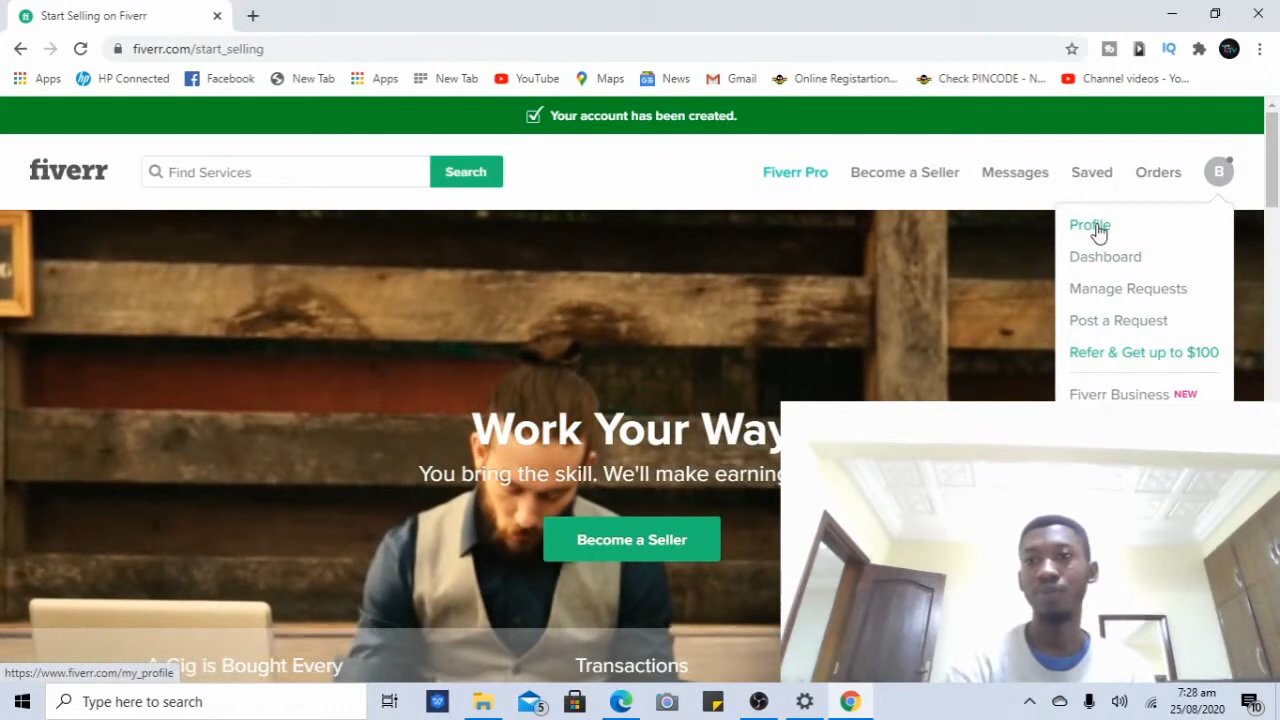 Start Selling on Fiverr
fiverr.com/start_selling
Apps HP Connected Facebook New Tab Apps New Tab YouTube Maps News Gmail Online Registartion... Check PINCODE - N... Channel videos - Yo...
Your account has been created.
fiverr Find Services Search Fiverr Pro Become a Seller Messages Saved Orders B
Profile
Dashboard
Manage Requests
Post a Request
Refer & Get up to $100
Fiverr Business NEW
Work Your Way
You bring the skill. We'll make earning
Become a Seller
A Gig is Bought Every Transactions
https://www.fiverr.com/my_profile
Type here to search 5 7:28 am
25/08/2020 10